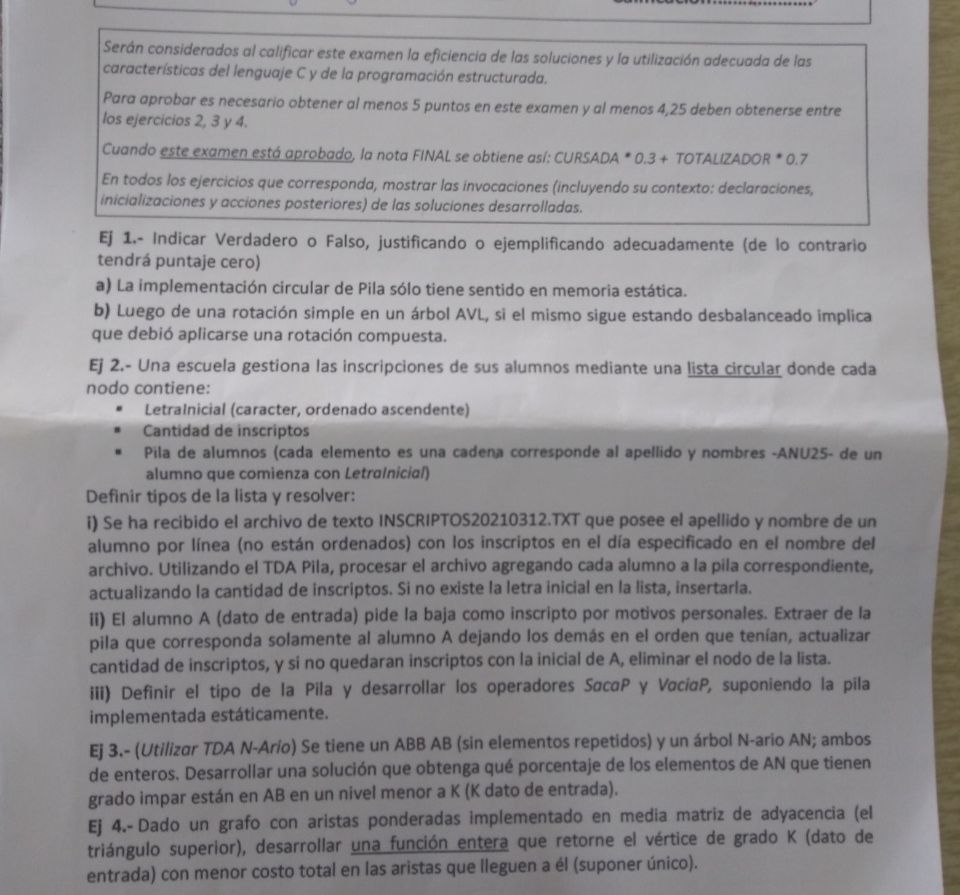 Serán considerados al calificar este examen la eficiencia de las soluciones y la utilización adecuada de las
características del lenguaje C y de la programación estructurada.
Para aprobar es necesario obtener al menos 5 puntos en este examen y al menos 4,25 deben obtenerse entre
los ejercicios 2, 3 y 4.
Cuando este examen está aprobado, la nota FINAL se obtiene así: CURSADA * 0.3 + TOTALIZADOR * 0.7
En todos los ejercicios que corresponda, mostrar las invocaciones (incluyendo su contexto: declaraciones,
inicializaciones y acciones posteriores) de las soluciones desarrolladas.
Ej 1.- Indicar Verdadero o Falso, justificando o ejemplificando adecuadamente (de lo contrario
tendrá puntaje cero)
a) La implementación circular de Pila sólo tiene sentido en memoria estática.
b) Luego de una rotación simple en un árbol AVL, si el mismo sigue estando desbalanceado implica
que debió aplicarse una rotación compuesta.
Ej 2.- Una escuela gestiona las inscripciones de sus alumnos mediante una lista circular donde cada
nodo contiene:
▪ LetraInicial (caracter, ordenado ascendente)
▪ Cantidad de inscriptos
▪ Pila de alumnos (cada elemento es una cadena corresponde al apellido y nombres -ANU25- de un
alumno que comienza con LetraInicial)
Definir tipos de la lista y resolver:
i) Se ha recibido el archivo de texto INSCRIPTOS20210312.TXT que posee el apellido y nombre de un
alumno por línea (no están ordenados) con los inscriptos en el día especificado en el nombre del
archivo. Utilizando el TDA Pila, procesar el archivo agregando cada alumno a la pila correspondiente,
actualizando la cantidad de inscriptos. Si no existe la letra inicial en la lista, insertarla.
ii) El alumno A (dato de entrada) pide la baja como inscripto por motivos personales. Extraer de la
pila que corresponda solamente al alumno A dejando los demás en el orden que tenían, actualizar
cantidad de inscriptos, y si no quedaran inscriptos con la inicial de A, eliminar el nodo de la lista.
iii) Definir el tipo de la Pila y desarrollar los operadores SacaP y VaciaP, suponiendo la pila
implementada estáticamente.
Ej 3.- (Utilizar TDA N-Ario) Se tiene un ABB AB (sin elementos repetidos) y un árbol N-ario AN; ambos
de enteros. Desarrollar una solución que obtenga qué porcentaje de los elementos de AN que tienen
grado impar están en AB en un nivel menor a K (K dato de entrada).
Ej 4.- Dado un grafo con aristas ponderadas implementado en media matriz de adyacencia (el
triángulo superior), desarrollar una función entera que retorne el vértice de grado K (dato de
entrada) con menor costo total en las aristas que lleguen a él (suponer único).